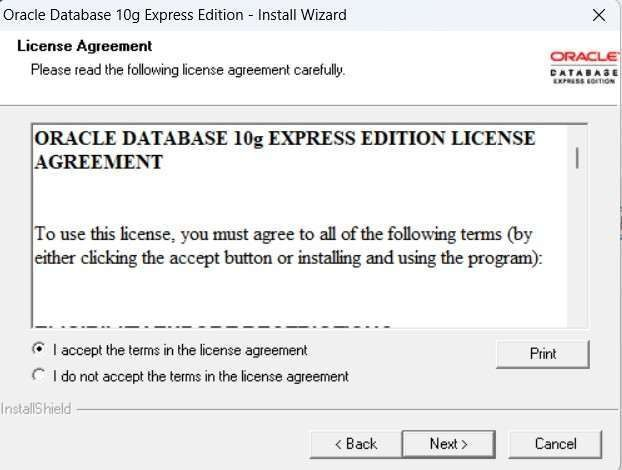 Oracle Database 10g Express Edition - Install Wizard
License Agreement
Please read the following license agreement carefully.
ORACLE
DATABASE
EXPRESS EDITION
ORACLE DATABASE 10g EXPRESS EDITION LICENSE
AGREEMENT
To use this license, you must agree to all of the following terms (by
either clicking the accept button or installing and using the program):
I accept the terms in the license agreement
Print
I do not accept the terms in the license agreement
InstallShield
< Back
Next >
Cancel